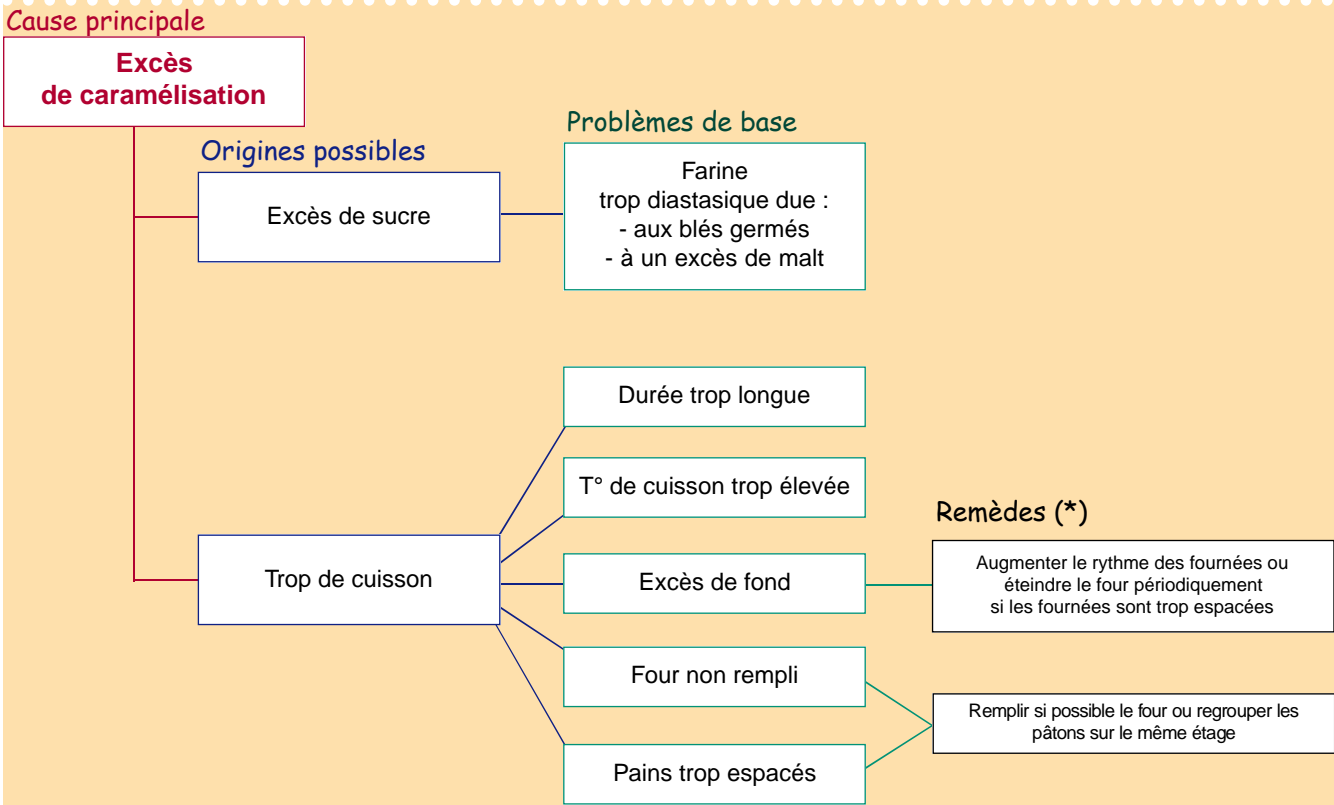 Cause principale
Excès
de caramélisation
Origines possibles
Excès de sucre
Problèmes de base
Farine
trop diastasique due :
- aux blés germés
- à un excès de malt
Trop de cuisson
Durée trop longue
T° de cuisson trop élevée
Excès de fond
Four non rempli
Pains trop espacés
Remèdes (*)
Augmenter le rythme des fournées ou
éteindre le four périodiquement
si les fournées sont trop espacées
Remplir si possible le four ou regrouper les
pâtons sur le même étage